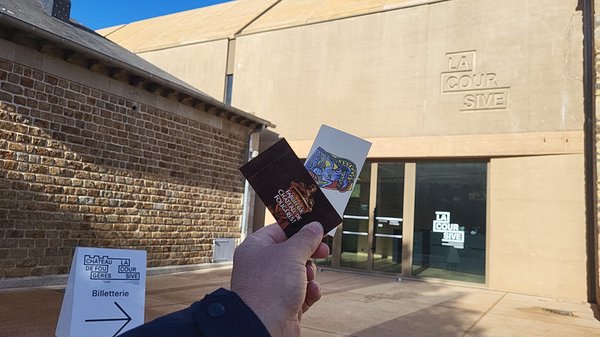 LA
COUR
SIVE
LA
COUR
SIVE
CHÂTEAU
DE FOU
GÈRES
LA
COUR
SIVE
Billetterie